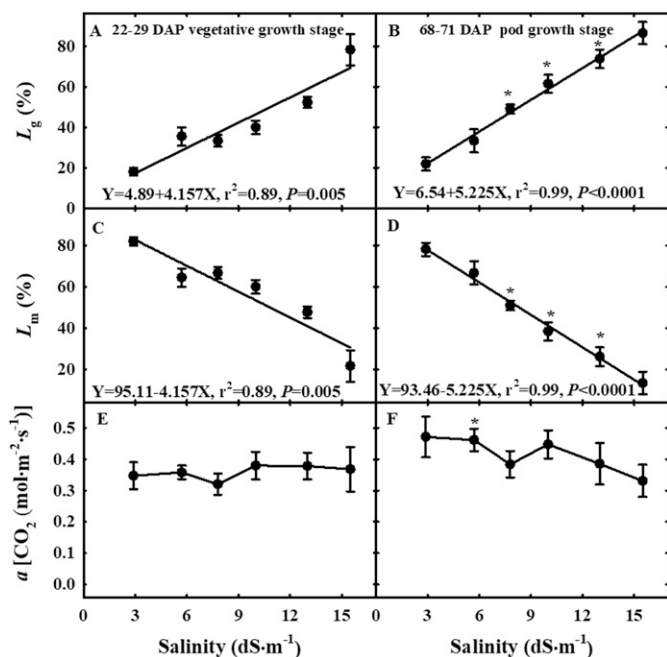 A 22-29 DAP vegetative growth stage
B 68-71 DAP pod growth stage
80
60
40
20
0
L_g (%)
* * *
Y=4.89+4.157X, r²=0.89, P=0.005
Y=6.54+5.225X, r²=0.99, P<0.0001
C
D
80
60
40
20
L_m (%)
* * *
Y=95.11-4.157X, r²=0.89, P=0.005
Y=93.46-5.225X, r²=0.99, P<0.0001
E
F
*
0.5
0.4
0.3
0.2
0.1
0.0
a [CO₂ (mol·m⁻²·s⁻¹)]
0 3 6 9 12 15
0 3 6 9 12 15
Salinity (dS·m⁻¹)
Salinity (dS·m⁻¹)